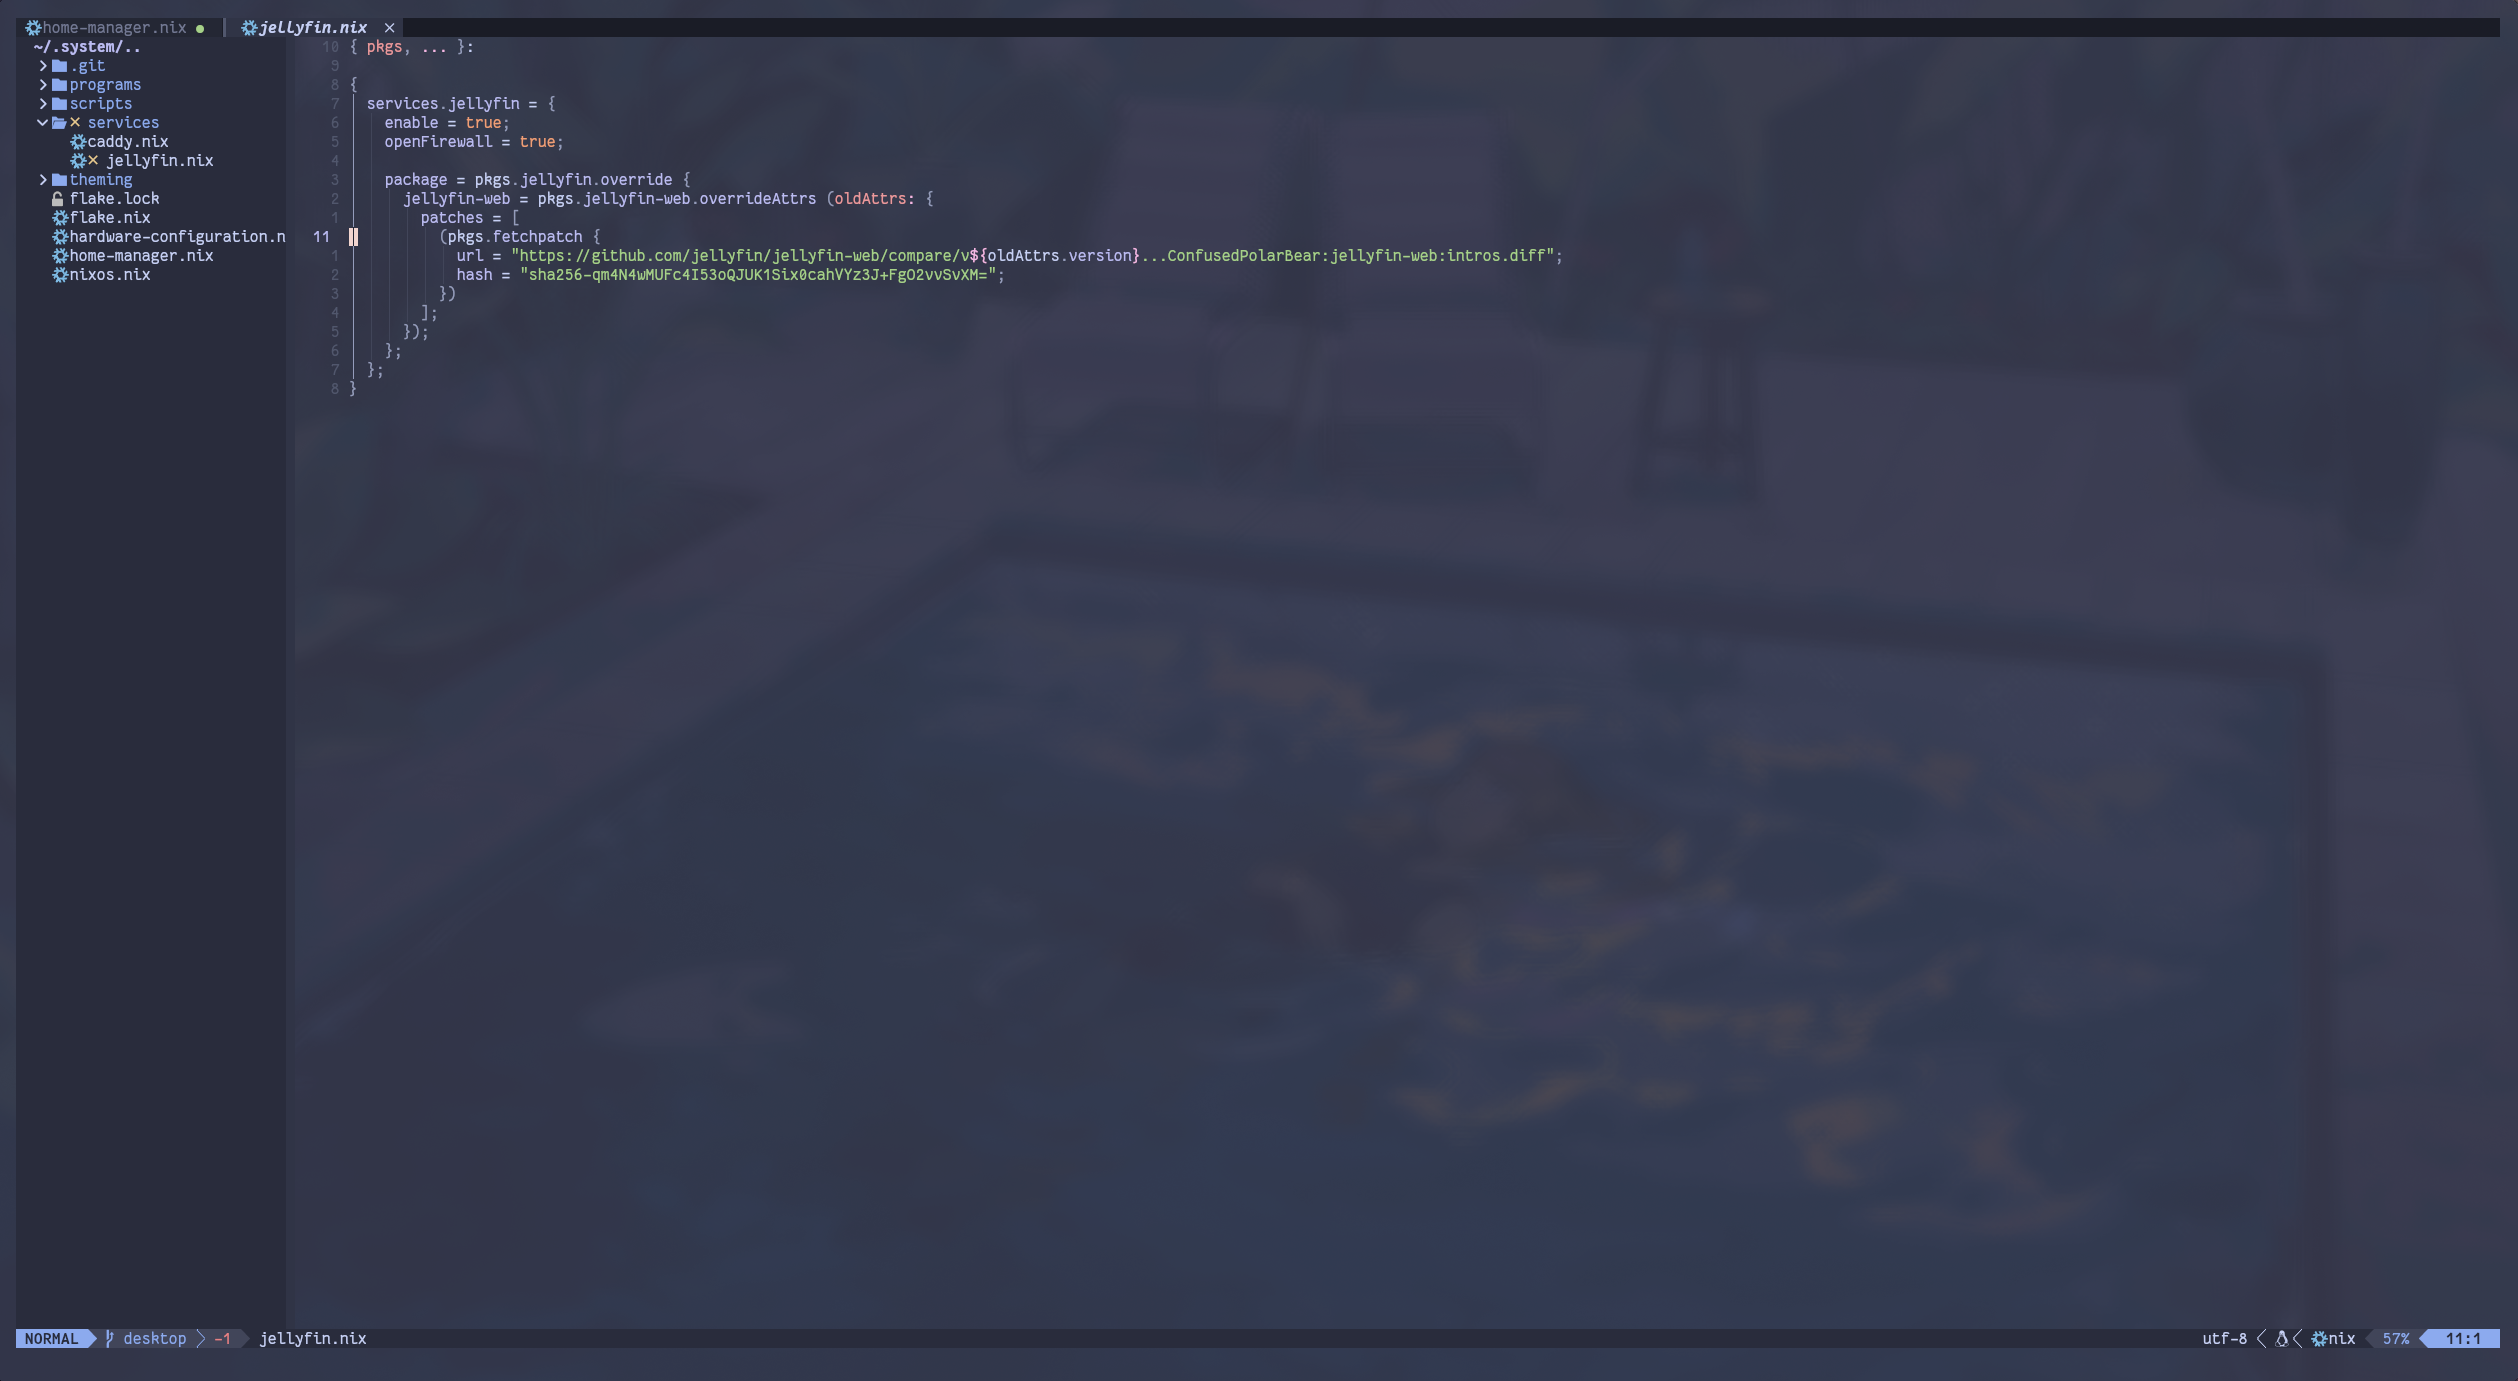 home-manager.nix ● jellyfin.nix ×
~/.system/..
.git
programs
scripts
services
caddy.nix
jellyfin.nix
theming
flake.lock
flake.nix
hardware-configuration.n
home-manager.nix
nixos.nix
10 { pkgs, ... }:
9
8 {
7 services.jellyfin = {
6 enable = true;
5 openFirewall = true;
4
3 package = pkgs.jellyfin.override {
2 jellyfin-web = pkgs.jellyfin-web.overrideAttrs (oldAttrs: {
1 patches = [
11 (pkgs.fetchpatch {
1 url = "https://github.com/jellyfin/jellyfin-web/compare/v${oldAttrs.version}...ConfusedPolarBear:jellyfin-web:intros.diff";
2 hash = "sha256-qm4N4wMUFc4I53oQJUK1Six0cahVYz3J+FgO2vvSvXM=";
3 })
4 ];
5 });
6 };
7 };
8 }
NORMAL desktop -1 jellyfin.nix utf-8 nix 57% 11:1